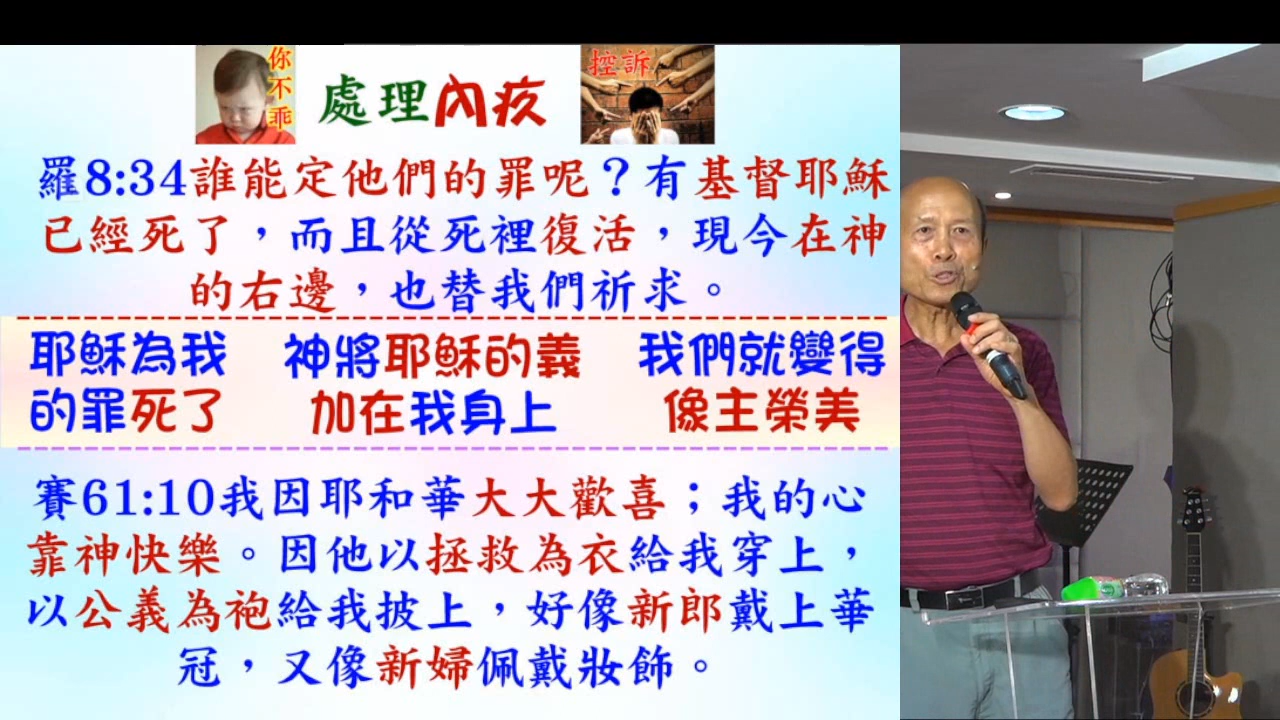 你不乖
處理內疚
控訴
羅8:34誰能定他們的罪呢？有基督耶穌
已經死了，而且從死裡復活，現今在神
的右邊，也替我們祈求。
耶穌為我
的罪死了
神將耶穌的義
加在我身上
我們就變得
像主榮美
賽61:10我因耶和華大大歡喜；我的心
靠神快樂。因他以拯救為衣給我穿上，
以公義為袍給我披上，好像新郎戴上華
冠，又像新婦佩戴妝飾。